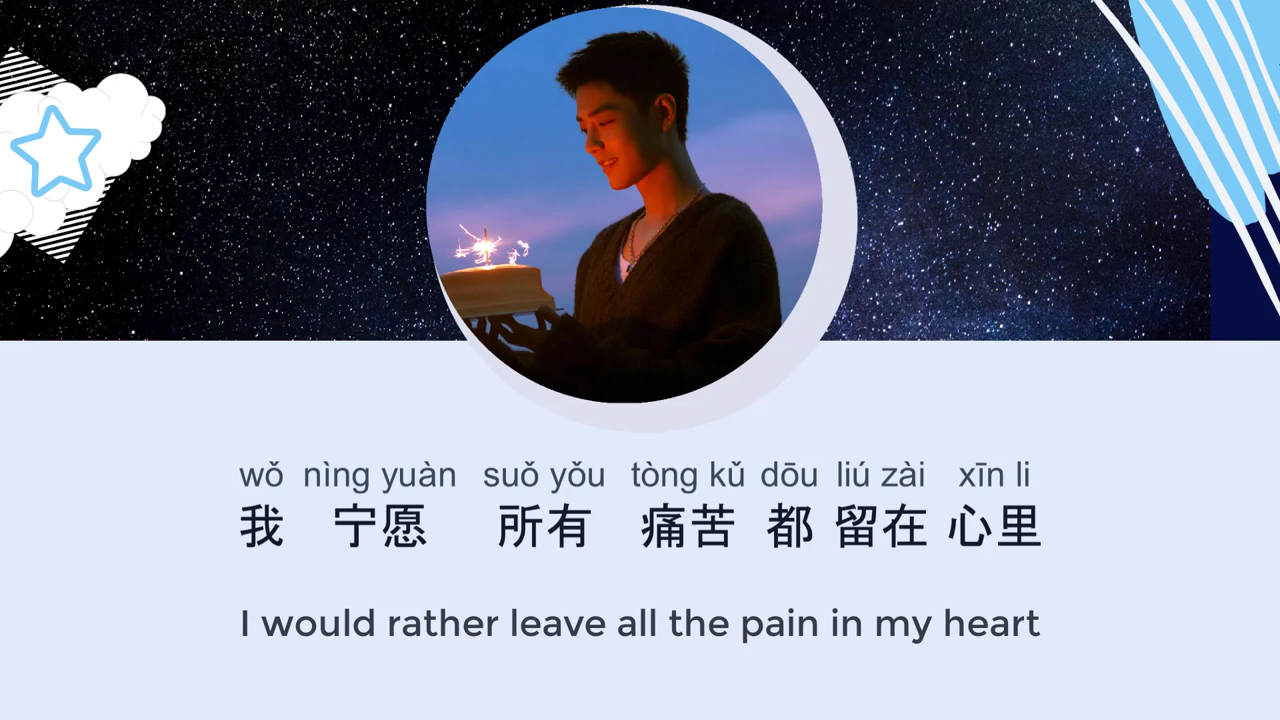 wǒ nìng yuàn suǒ yǒu tòng kǔ dōu liú zài xīn li
我 宁愿 所有 痛苦 都 留在 心里
I would rather leave all the pain in my heart